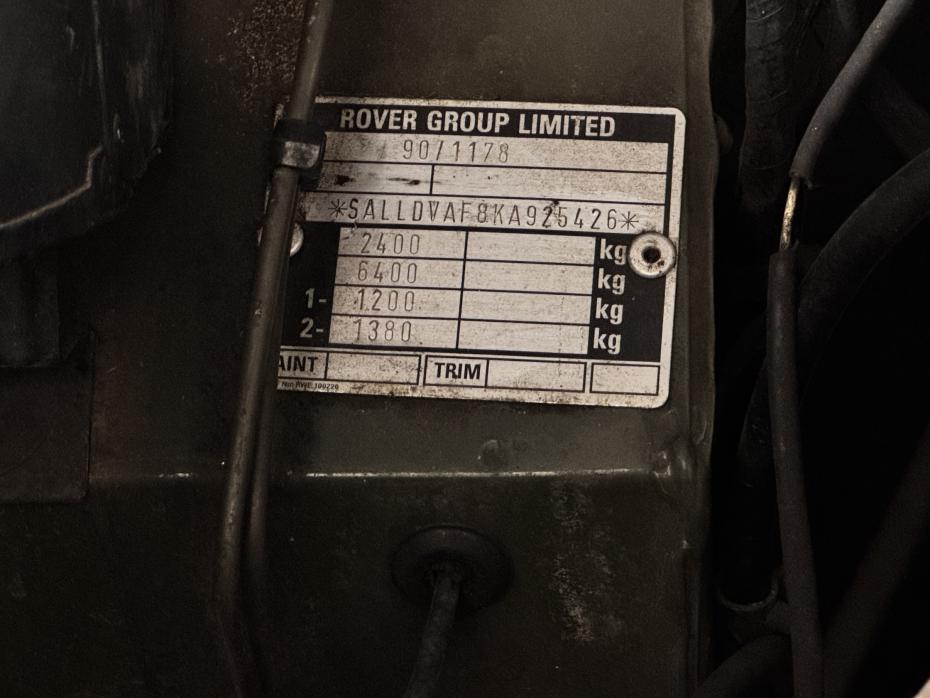 ROVER GROUP LIMITED
90/1178
*SALLDVAF8KA925426*
2400 kg
6400 kg
1- 1200 kg
2- 1380 kg
AINT TRIM